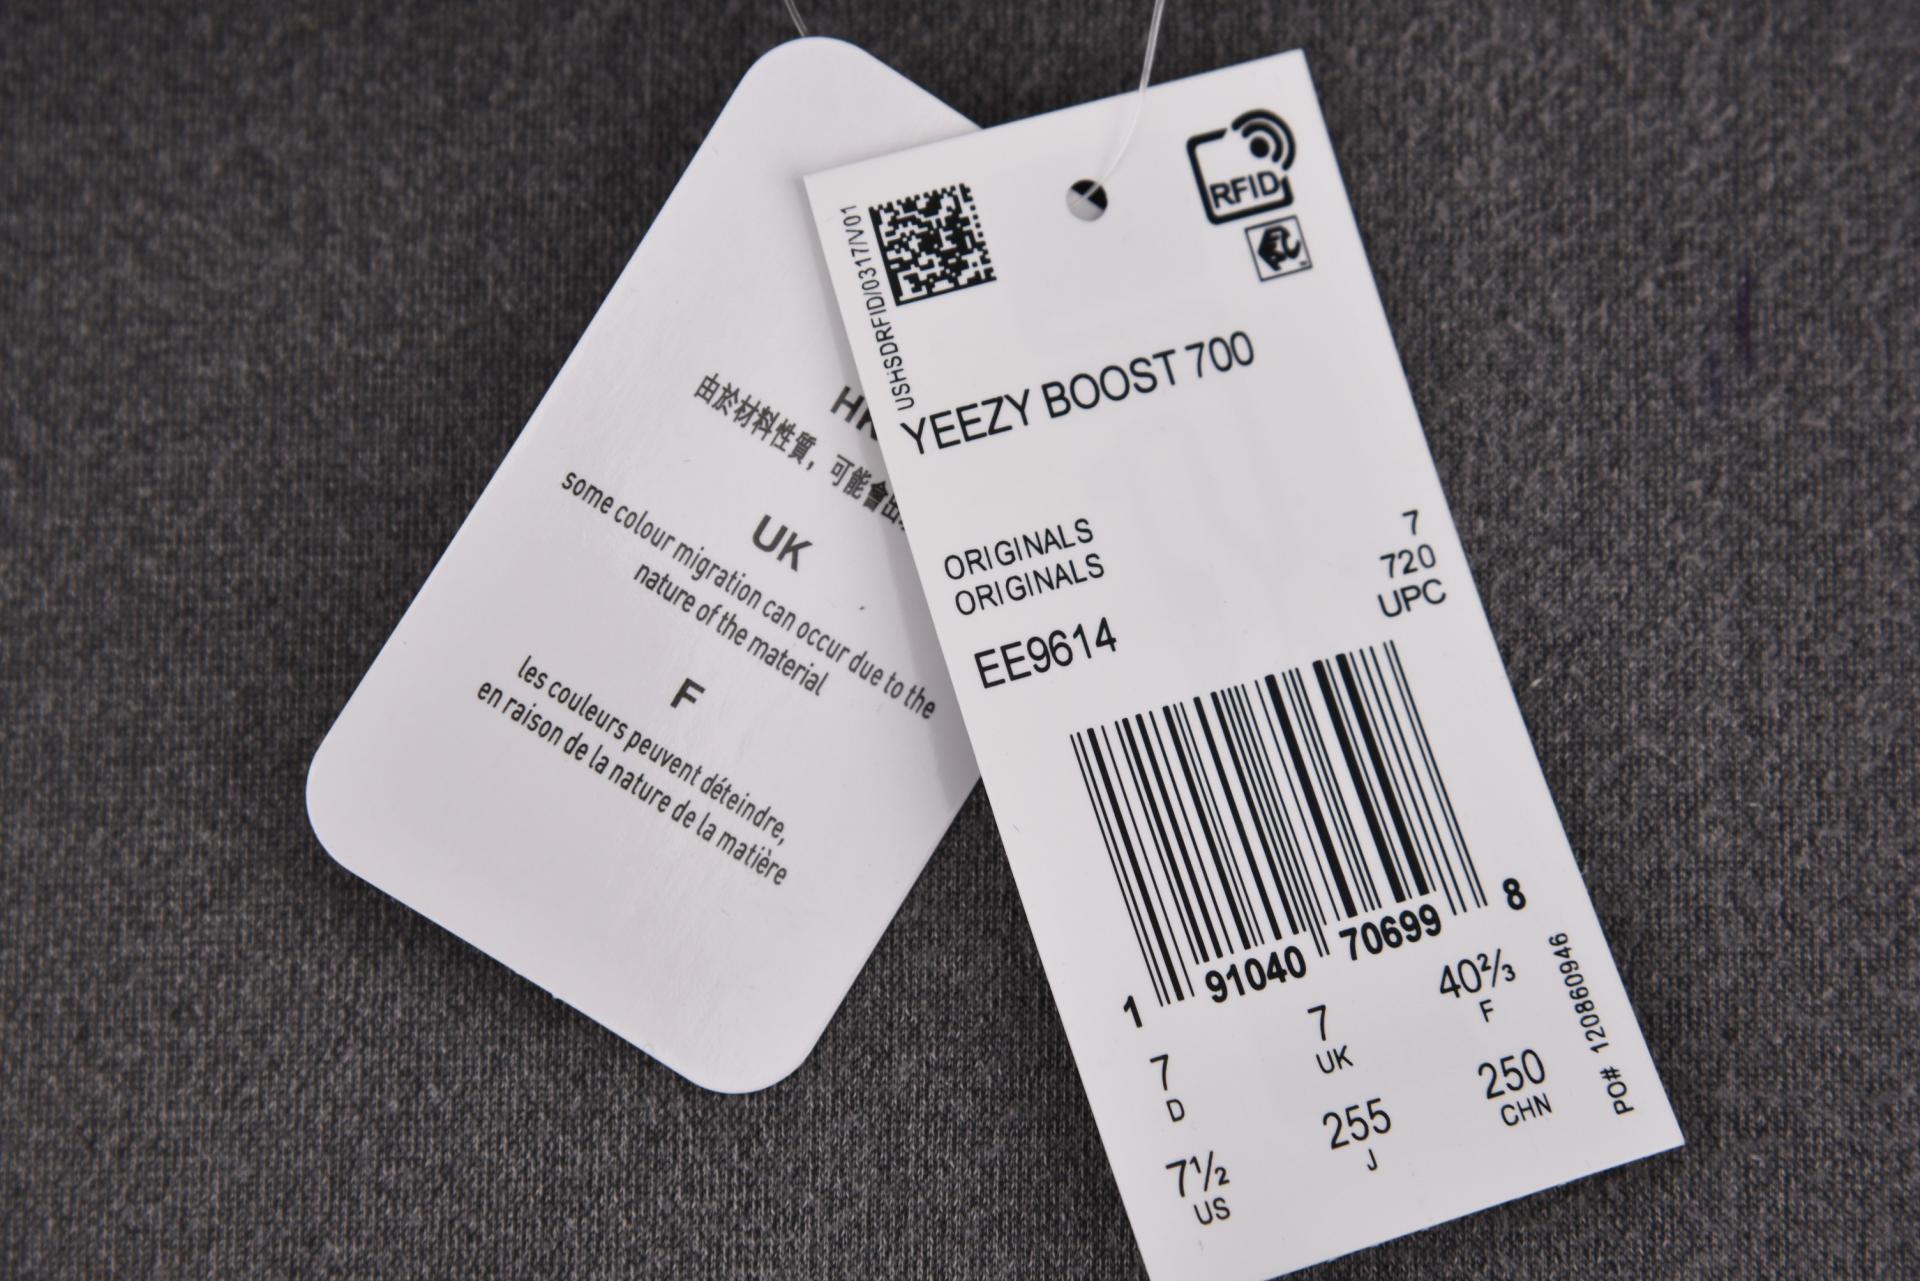 HK
由於材料性質，可能會出
UK
some colour migration can occur due to the
nature of the material
F
les couleurs peuvent déteindre,
en raison de la nature de la matière
USHSDRFID/0317/V01
RFID
YEEZY BOOST 700
ORIGINALS
ORIGINALS
7
720
UPC
EE9614
1 91040 70699 8
7
D
7
UK
40⅔
F
7½
US
255
J
250
CHN
PO# 120860946